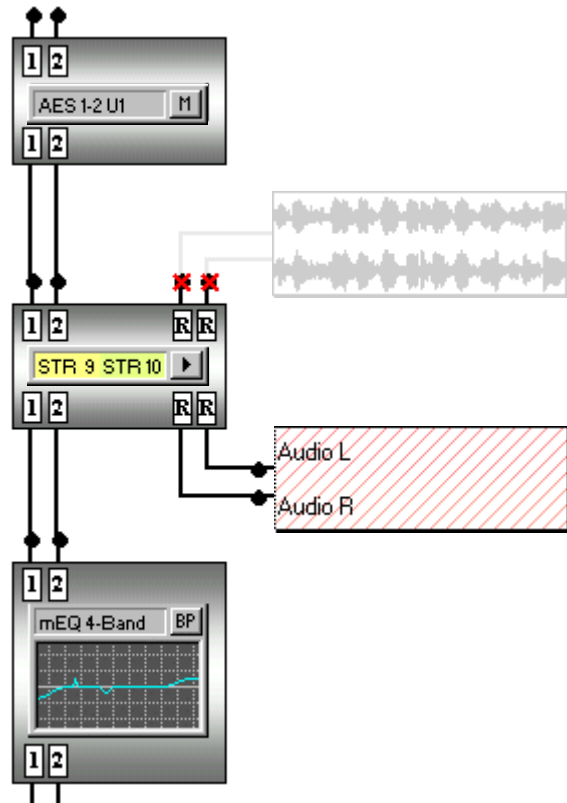 1 2
AES 1-2 U1 M
1 2
1 2 R R
STR 9 STR 10
1 2 R R
Audio L
Audio R
1 2
mEQ 4-Band BP
1 2